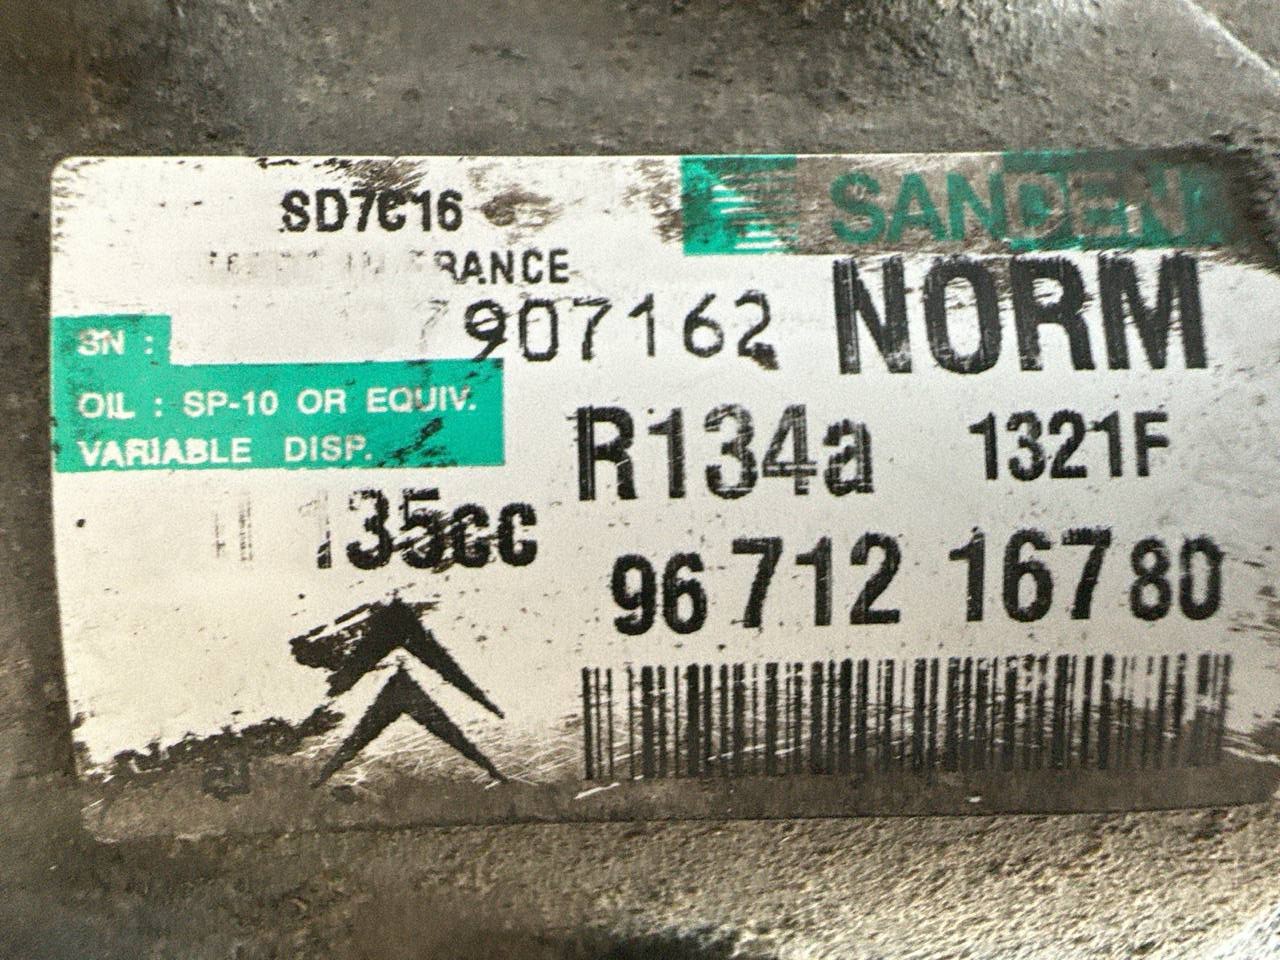 SD7C16
SANDEN
FRANCE
SN : 7907162
NORM
OIL : SP-10 OR EQUIV.
VARIABLE DISP.
R134a 1321F
135cc
96 712 167 80